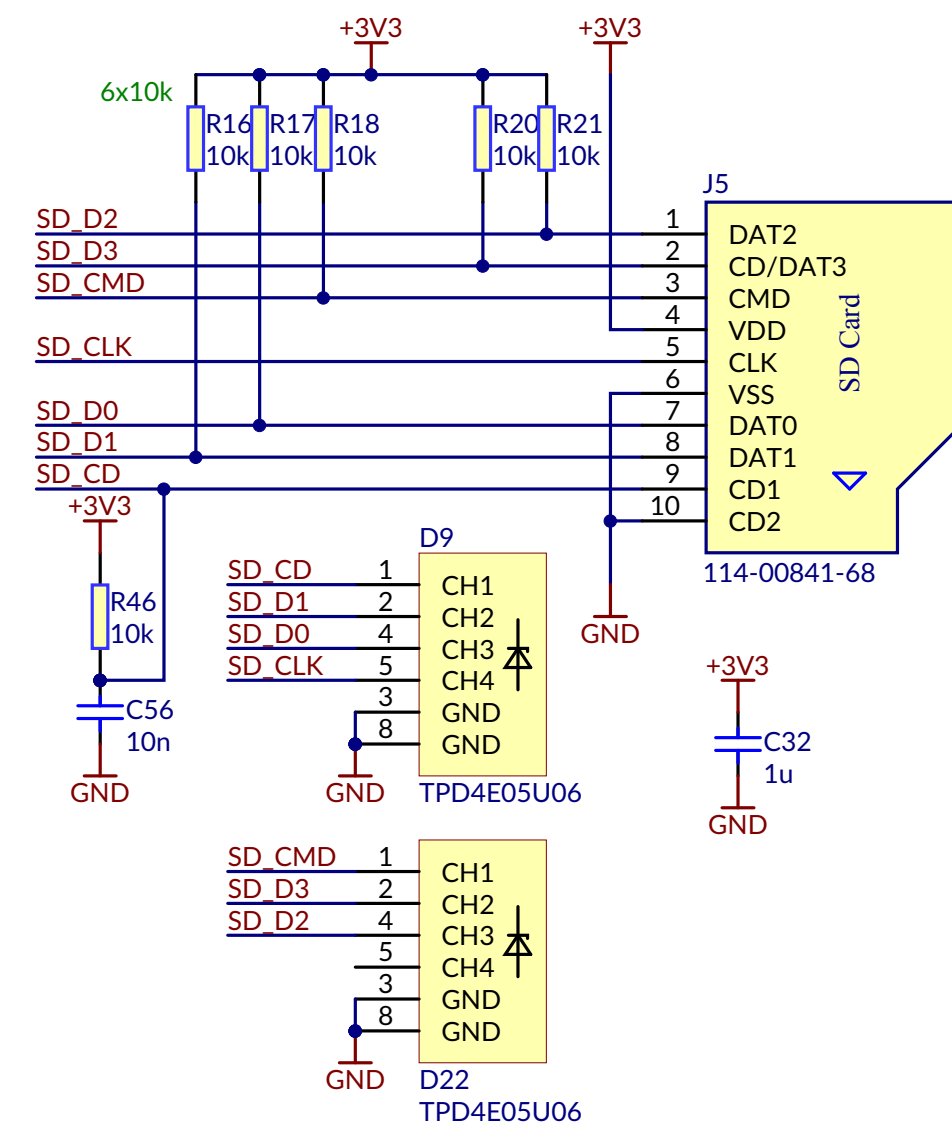 +3V3 +3V3
6x10k
R16 R17 R18 R20 R21
10k 10k 10k 10k 10k
J5
SD_D2 1 DAT2
SD_D3 2 CD/DAT3
SD_CMD 3 CMD
4 VDD
SD_CLK 5 CLK
6 VSS
SD_D0 7 DAT0
SD_D1 8 DAT1
SD_CD 9 CD1
10 CD2
SD Card
114-00841-68
GND
+3V3
R46
10k
C56
10n
GND
D9
SD_CD 1 CH1
SD_D1 2 CH2
SD_D0 4 CH3
SD_CLK 5 CH4
3 GND
8 GND
GND
TPD4E05U06
+3V3
C32
1u
GND
SD_CMD 1 CH1
SD_D3 2 CH2
SD_D2 4 CH3
5 CH4
3 GND
8 GND
GND
D22
TPD4E05U06